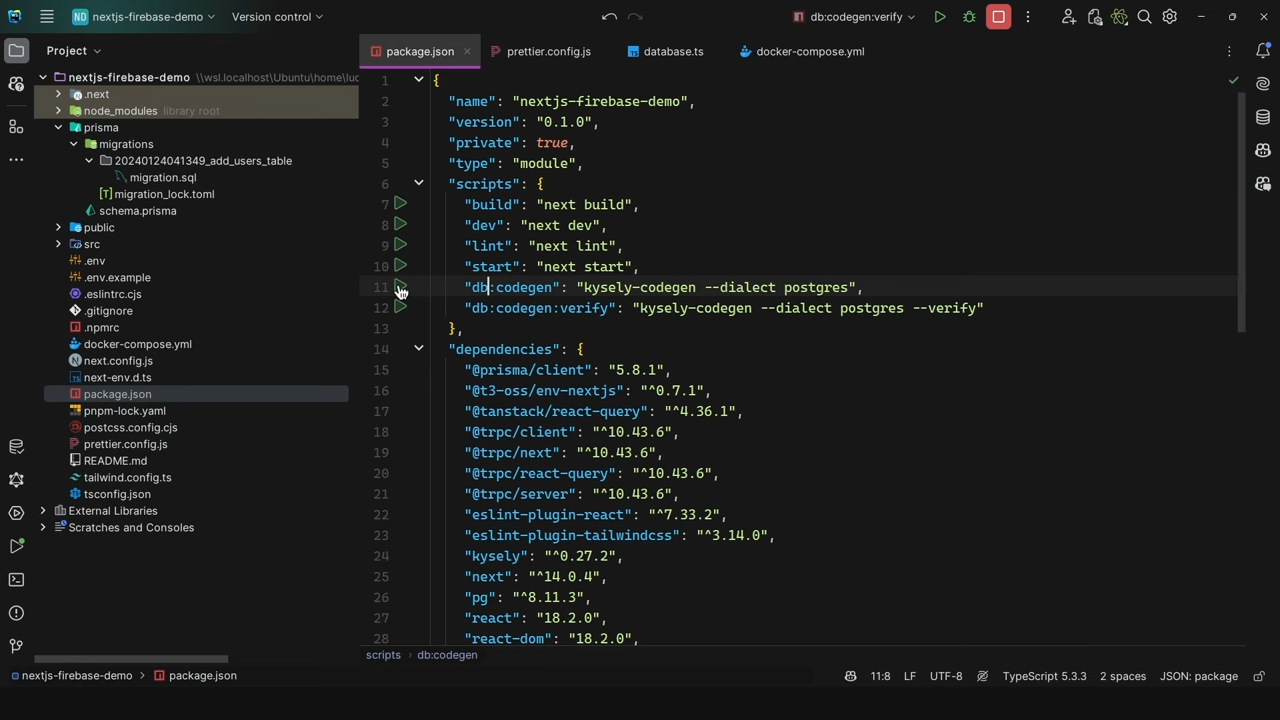 ND nextjs-firebase-demo Version control db:codegen:verify
Project
package.json prettier.config.js database.ts docker-compose.yml
nextjs-firebase-demo \\wsl.localhost\Ubuntu\home\luc
.next
node_modules library root
prisma
migrations
20240124041349_add_users_table
migration.sql
migration_lock.toml
schema.prisma
public
src
.env
.env.example
.eslintrc.cjs
.gitignore
.npmrc
docker-compose.yml
next.config.js
next-env.d.ts
package.json
pnpm-lock.yaml
postcss.config.cjs
prettier.config.js
README.md
tailwind.config.ts
tsconfig.json
External Libraries
Scratches and Consoles
1 {
2 "name": "nextjs-firebase-demo",
3 "version": "0.1.0",
4 "private": true,
5 "type": "module",
6 "scripts": {
7 "build": "next build",
8 "dev": "next dev",
9 "lint": "next lint",
10 "start": "next start",
11 "db:codegen": "kysely-codegen --dialect postgres",
12 "db:codegen:verify": "kysely-codegen --dialect postgres --verify"
13 },
14 "dependencies": {
15 "@prisma/client": "5.8.1",
16 "@t3-oss/env-nextjs": "^0.7.1",
17 "@tanstack/react-query": "^4.36.1",
18 "@trpc/client": "^10.43.6",
19 "@trpc/next": "^10.43.6",
20 "@trpc/react-query": "^10.43.6",
21 "@trpc/server": "^10.43.6",
22 "eslint-plugin-react": "^7.33.2",
23 "eslint-plugin-tailwindcss": "^3.14.0",
24 "kysely": "^0.27.2",
25 "next": "^14.0.4",
26 "pg": "^8.11.3",
27 "react": "18.2.0",
28 "react-dom": "18.2.0",
scripts › db:codegen
nextjs-firebase-demo › package.json 11:8 LF UTF-8 TypeScript 5.3.3 2 spaces JSON: package